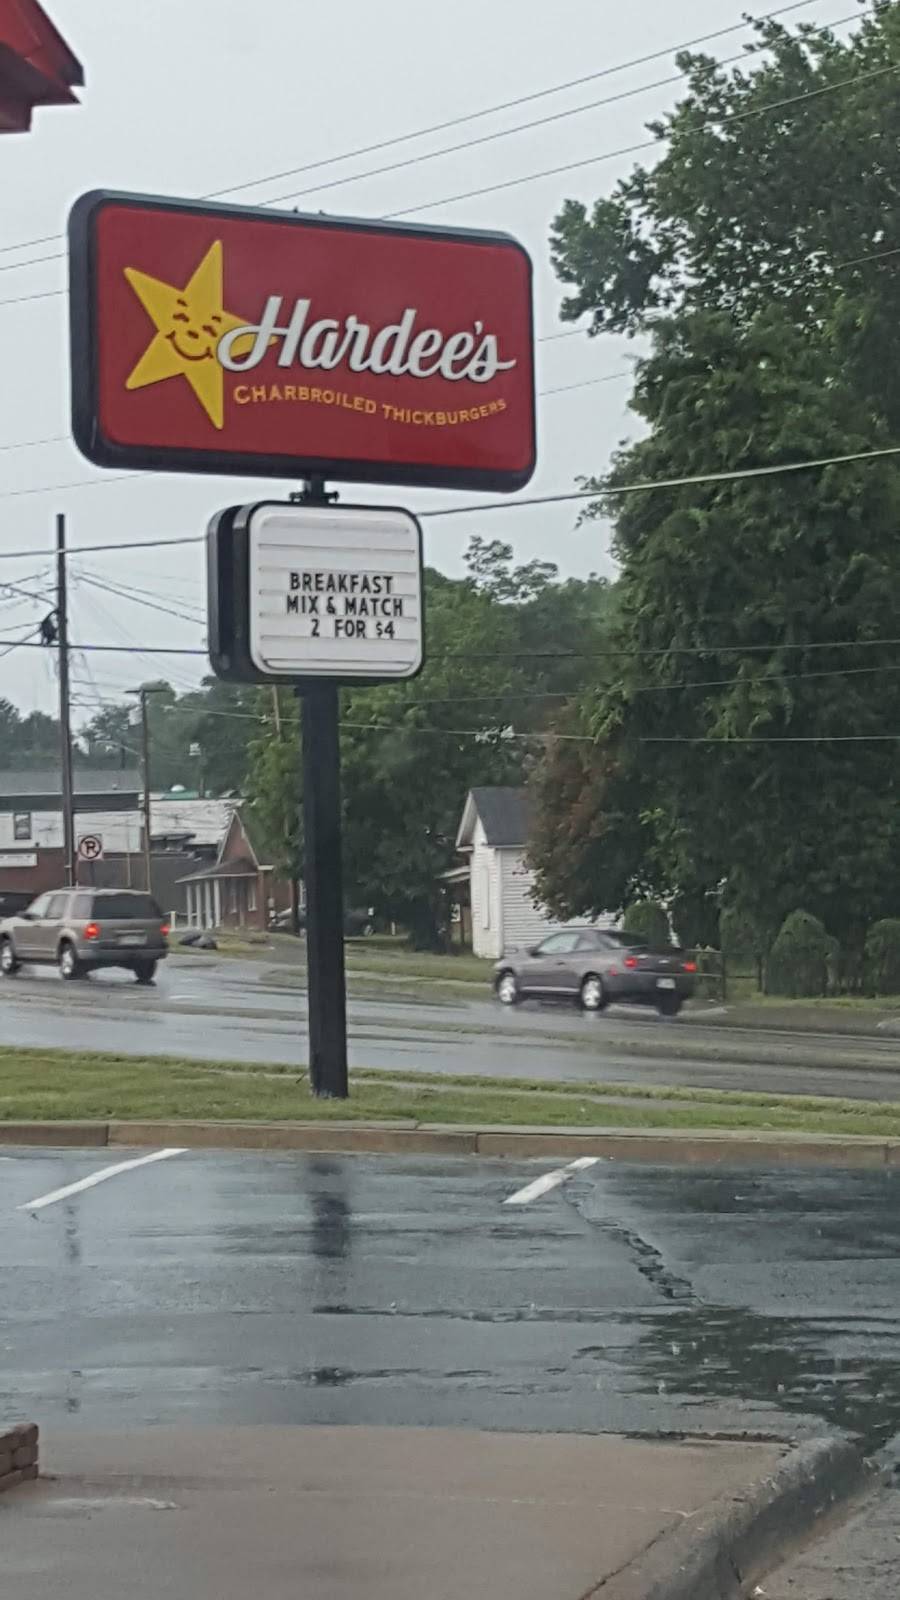 Hardee's
CHARBROILED THICKBURGERS
BREAKFAST
MIX & MATCH
2 FOR $4
P